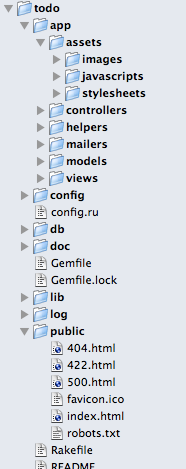 todo
app
assets
images
javascripts
stylesheets
controllers
helpers
mailers
models
views
config
config.ru
db
doc
Gemfile
Gemfile.lock
lib
log
public
404.html
422.html
500.html
favicon.ico
index.html
robots.txt
Rakefile
README